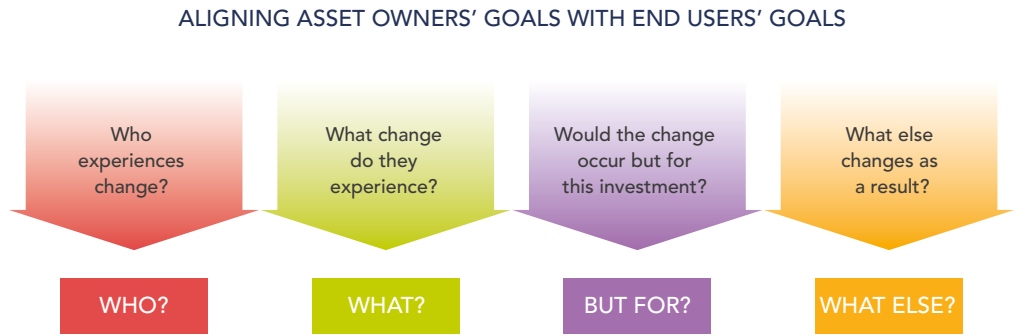 ALIGNING ASSET OWNERS’ GOALS WITH END USERS’ GOALS
Who
experiences
change?
What change
do they
experience?
Would the change
occur but for
this investment?
What else
changes as
a result?
WHO?
WHAT?
BUT FOR?
WHAT ELSE?